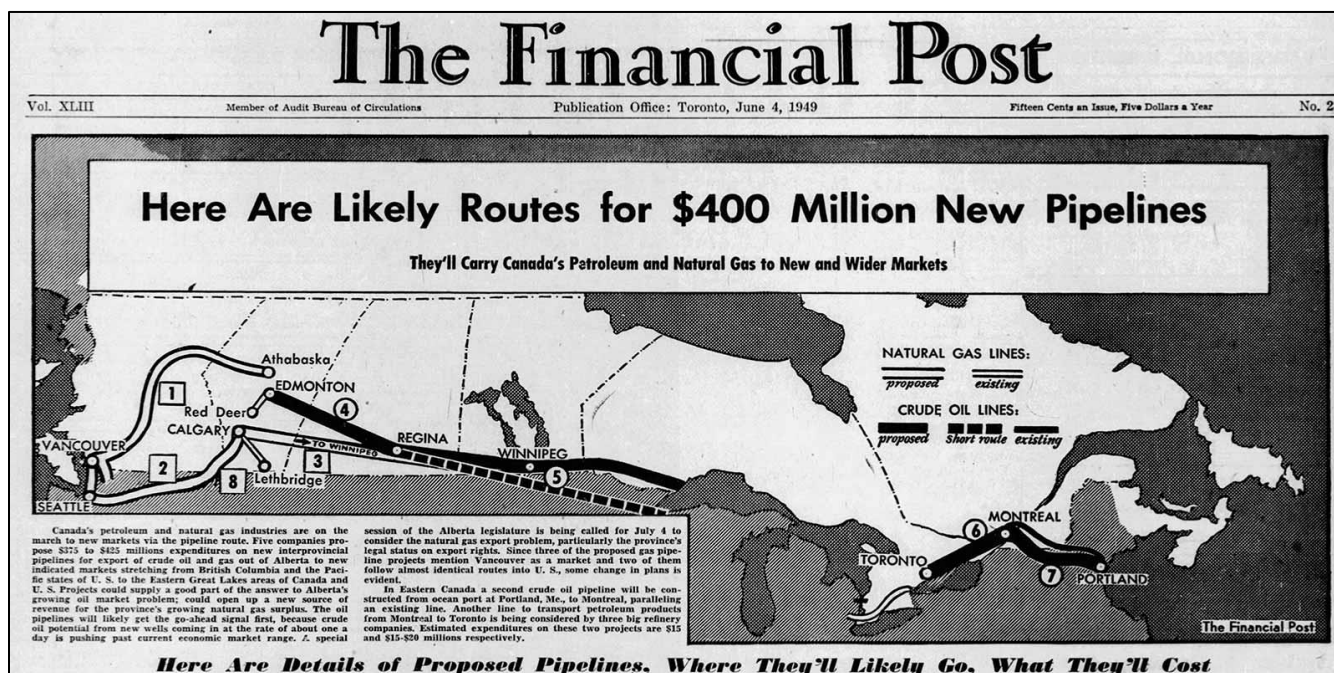 The Financial Post
Vol. XLIII Member of Audit Bureau of Circulations Publication Office: Toronto, June 4, 1949 Fifteen Cents an Issue, Five Dollars a Year No. 2
Here Are Likely Routes for $400 Million New Pipelines
They'll Carry Canada's Petroleum and Natural Gas to New and Wider Markets
Athabaska
1
EDMONTON
Red Deer
4
CALGARY
VANCOUVER
TO WINNIPEG
REGINA
2
3
WINNIPEG
8
Lethbridge
5
SEATTLE
NATURAL GAS LINES:
proposed existing
CRUDE OIL LINES:
proposed Short route existing
6
MONTREAL
TORONTO
7
PORTLAND
The Financial Post
Canada's petroleum and natural gas industries are on the
march to new markets via the pipeline route. Five companies pro-
pose $375 to $425 millions expenditures on new interprovincial
pipelines for export of crude oil and gas out of Alberta to new
indicated markets stretching from British Columbia and the Paci-
fic states of U. S. to the Eastern Great Lakes areas of Canada and
U. S. Projects could supply a good part of the answer to Alberta's
growing oil market problem; could open up a new source of
revenue for the province's growing natural gas surplus. The oil
pipelines will likely get the go-ahead signal first, because crude
oil potential from new wells coming in at the rate of about one a
day is pushing past current economic market range. A special
session of the Alberta legislature is being called for July 4 to
consider the natural gas export problem, particularly the province's
legal status on export rights. Since three of the proposed gas pipe-
line projects mention Vancouver as a market and two of them
follow almost identical routes into U. S., some change in plans is
evident.
In Eastern Canada a second crude oil pipeline will be con-
structed from ocean port at Portland, Me., to Montreal, paralleling
an existing line. Another line to transport petroleum products
from Montreal to Toronto is being considered by three big refinery
companies. Estimated expenditures on these two projects are $15
and $15-$20 millions respectively.
Here Are Details of Proposed Pipelines, Where They'll Likely Go, What They'll Cost